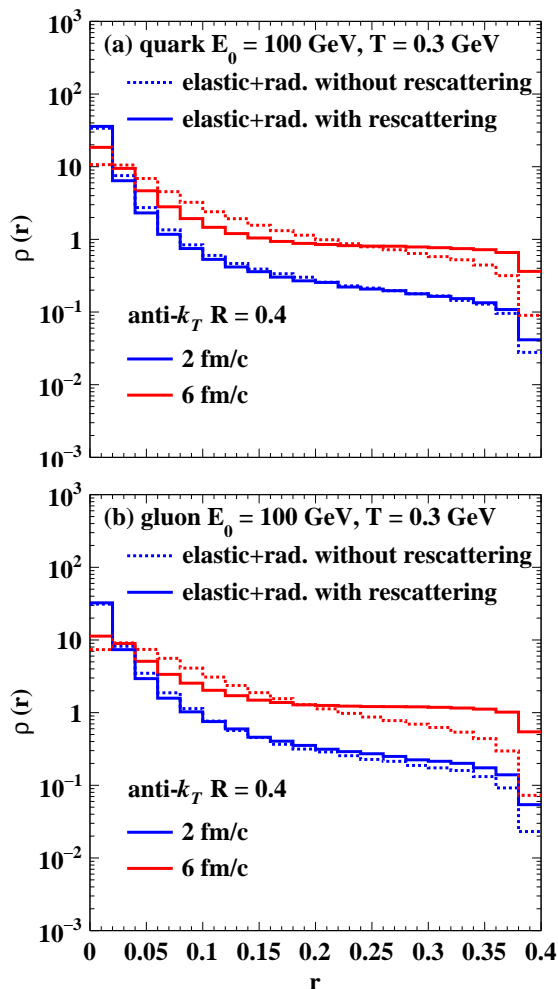 10³
(a) quark E₀ = 100 GeV, T = 0.3 GeV
elastic+rad. without rescattering
10²
elastic+rad. with rescattering
10
ρ (r)
1
10⁻¹
anti-k_T R = 0.4
2 fm/c
10⁻²
6 fm/c
10⁻³
10³
(b) gluon E₀ = 100 GeV, T = 0.3 GeV
elastic+rad. without rescattering
10²
elastic+rad. with rescattering
10
ρ (r)
1
10⁻¹
anti-k_T R = 0.4
2 fm/c
10⁻²
6 fm/c
10⁻³
0 0.05 0.1 0.15 0.2 0.25 0.3 0.35 0.4
r